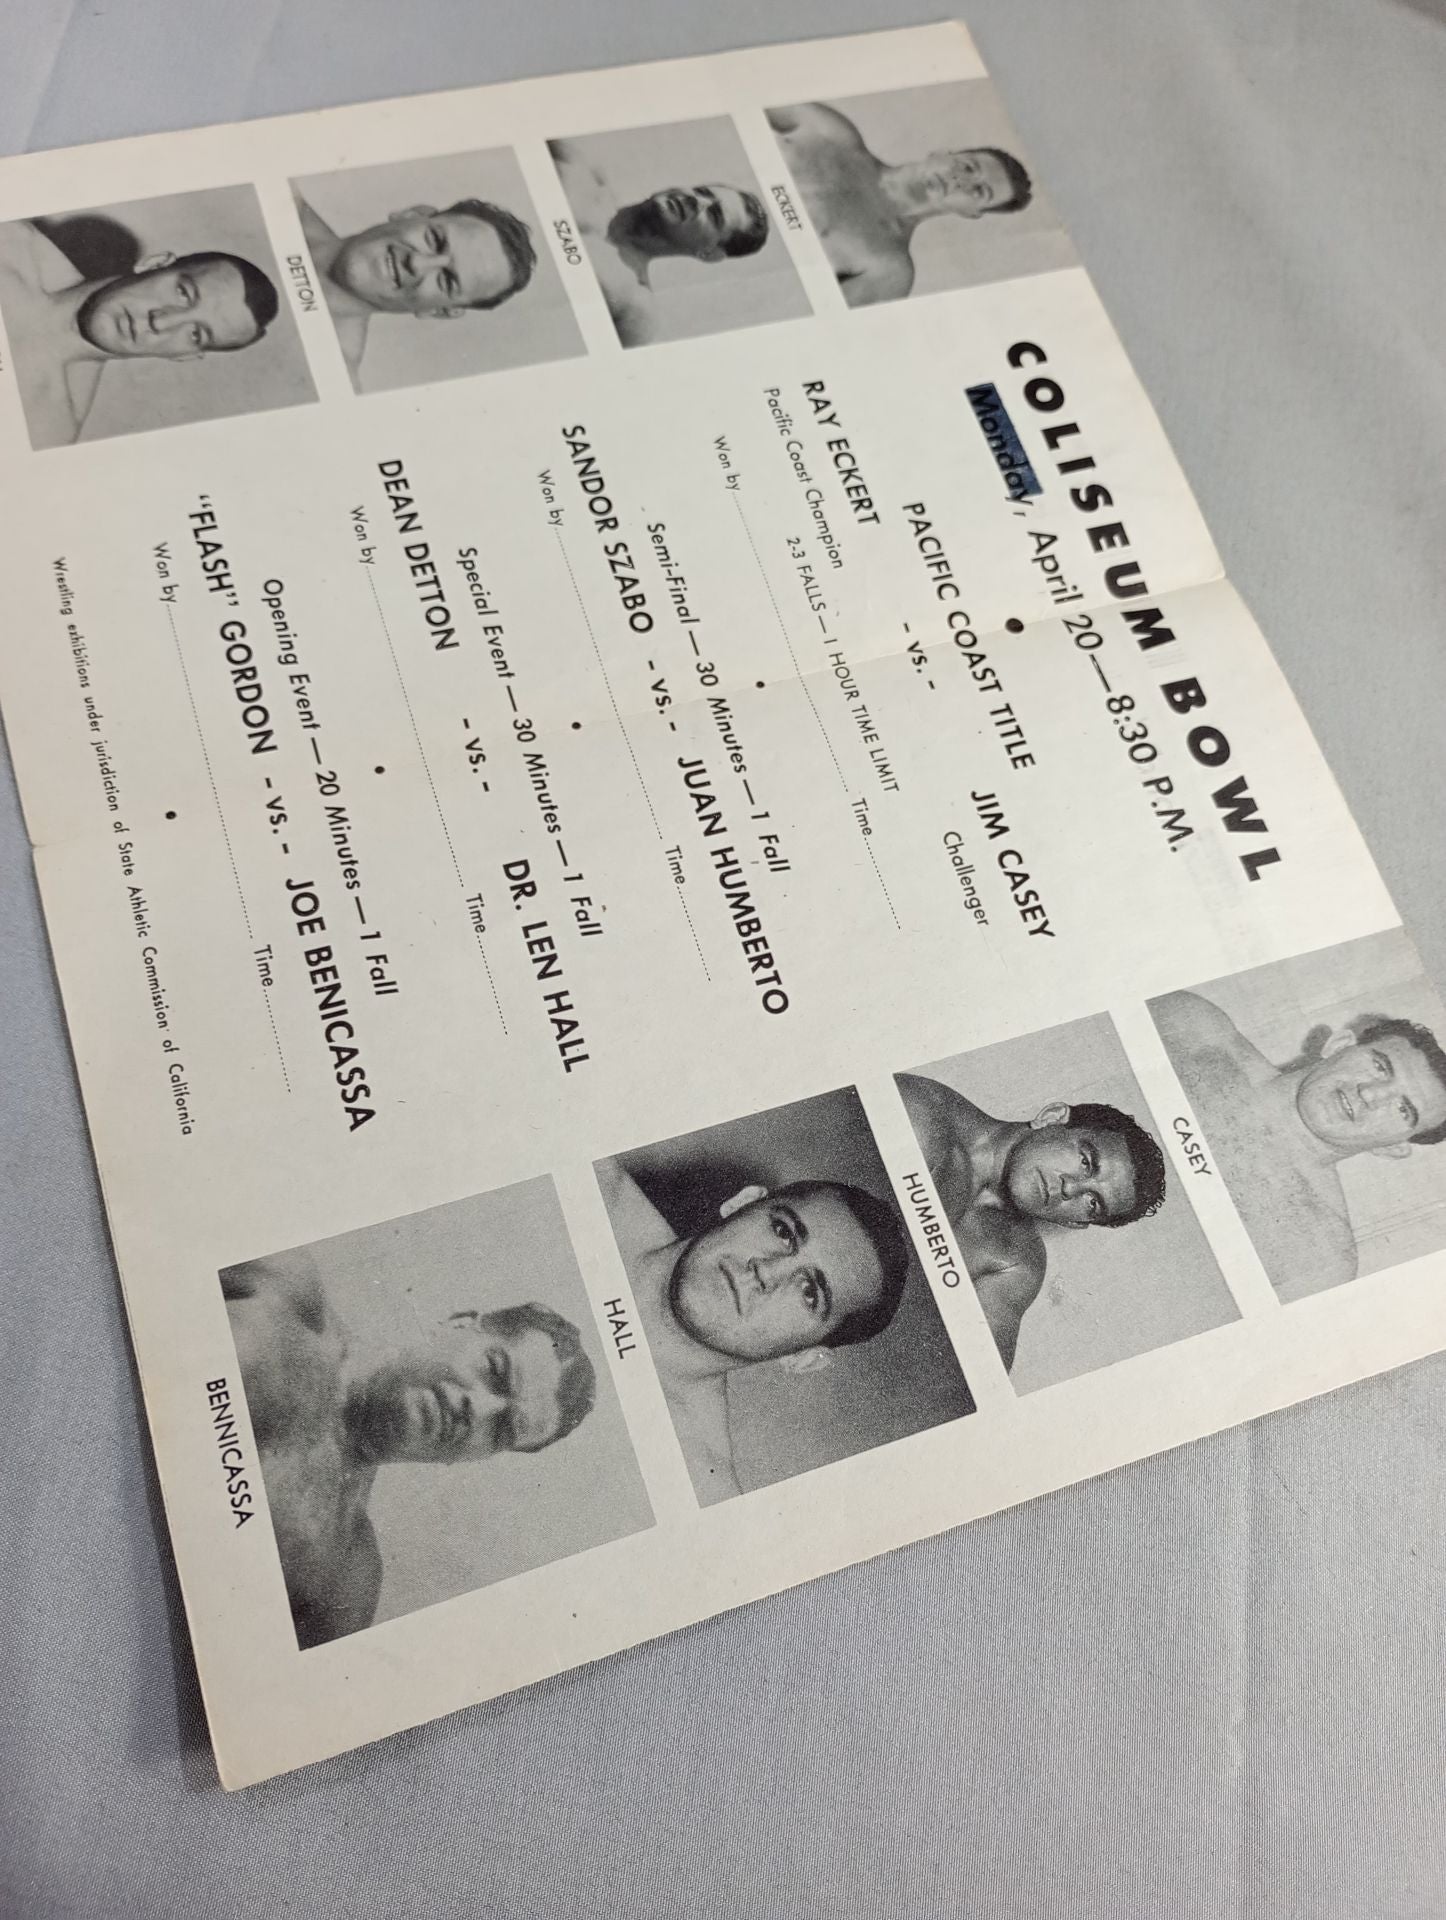 COLISEUM BOWL
Monday, April 20—8:30 P.M.
PACIFIC COAST TITLE
RAY ECKERT - vs. - JIM CASEY
Pacific Coast Champion Challenger
2-3 FALLS — 1 HOUR TIME LIMIT
Won by Time
Semi-Final — 30 Minutes — 1 Fall
SANDOR SZABO - vs. - JUAN HUMBERTO
Won by Time
Special Event — 30 Minutes — 1 Fall
DEAN DETTON - vs. - DR. LEN HALL
Won by Time
Opening Event — 20 Minutes — 1 Fall
"FLASH" GORDON - vs. - JOE BENICASSA
Won by Time
Wrestling exhibitions under jurisdiction of State Athletic Commission of California
ECKERT
SZABO
DETTON
CASEY
HUMBERTO
HALL
BENNICASSA